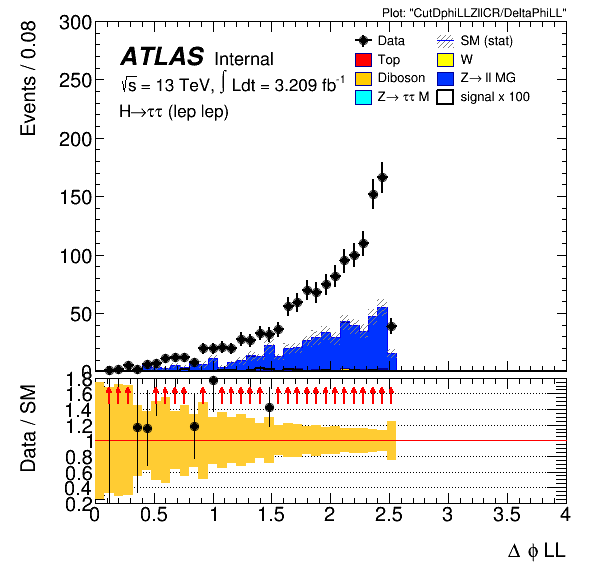 Plot: "CutDphiLLZllCR/DeltaPhiLL"
Events / 0.08
300
250
200
150
100
50
0
ATLAS Internal
√s = 13 TeV, ∫ Ldt = 3.209 fb⁻¹
H→ττ (lep lep)
Data
SM (stat)
Top
W
Diboson
Z→ ll MG
Z→ ττ M
signal x 100
Data / SM
1.8
1.6
1.4
1.2
1
0.8
0.6
0.4
0.2
0 0.5 1 1.5 2 2.5 3 3.5 4
Δ ϕ LL